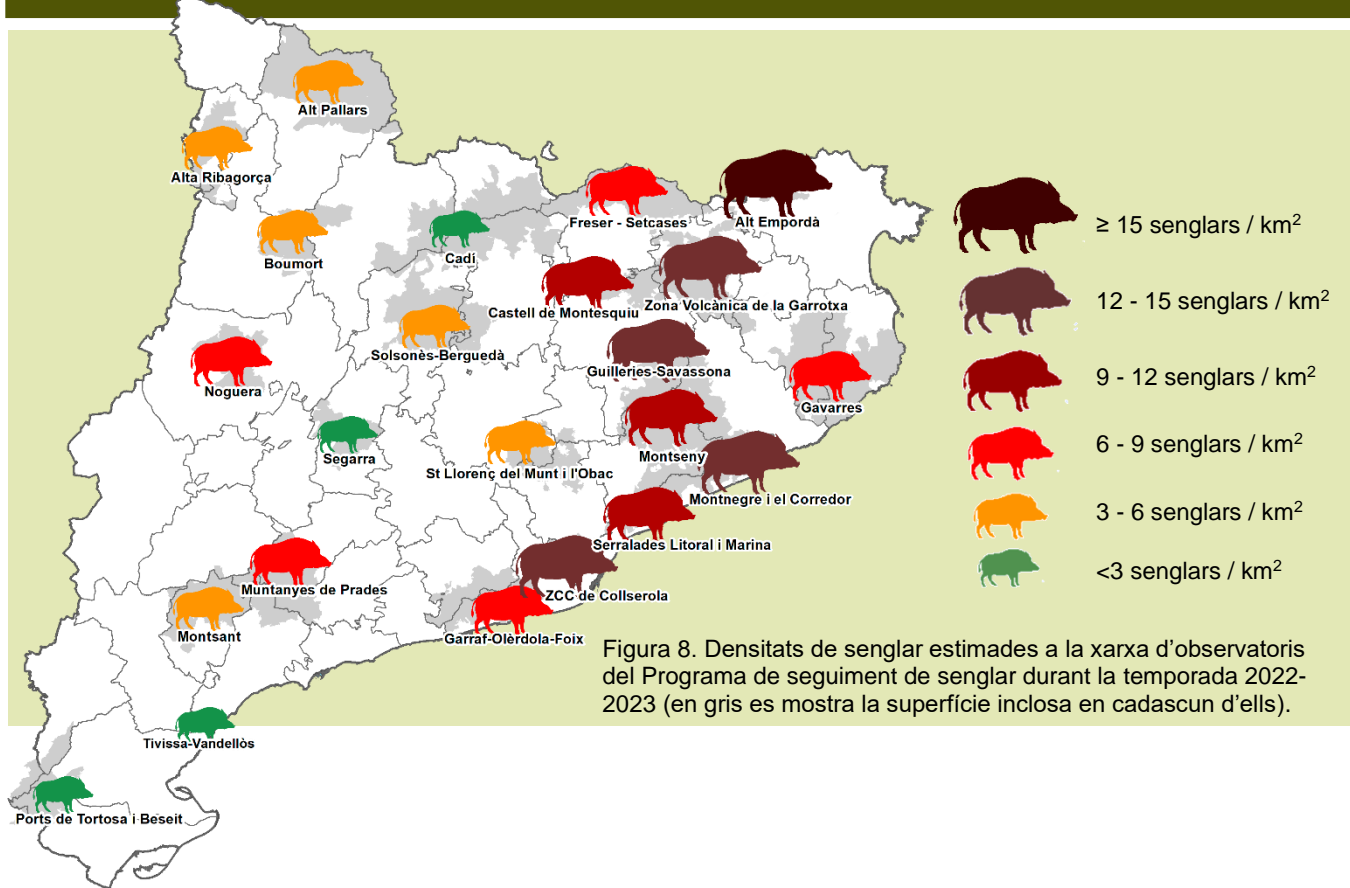 Alt Pallars
Alta Ribagorça
Freser - Setcases
Alt Empordà
≥ 15 senglars / km²
Boumort
Cadí
Castell de Montesquiu
Zona Volcànica de la Garrotxa
12 - 15 senglars / km²
Solsonès-Berguedà
Guilleries-Savassona
Noguera
Gavarres
9 - 12 senglars / km²
Segarra
St Llorenç del Munt i l'Obac
Montseny
6 - 9 senglars / km²
Montnegre i el Corredor
3 - 6 senglars / km²
Serralades Litoral i Marina
<3 senglars / km²
Muntanyes de Prades
ZCC de Collserola
Montsant
Garraf-Olèrdola-Foix
Figura 8. Densitats de senglar estimades a la xarxa d’observatoris
del Programa de seguiment de senglar durant la temporada 2022-
2023 (en gris es mostra la superfície inclosa en cadascun d’ells).
Tivissa-Vandellòs
Ports de Tortosa i Beseit